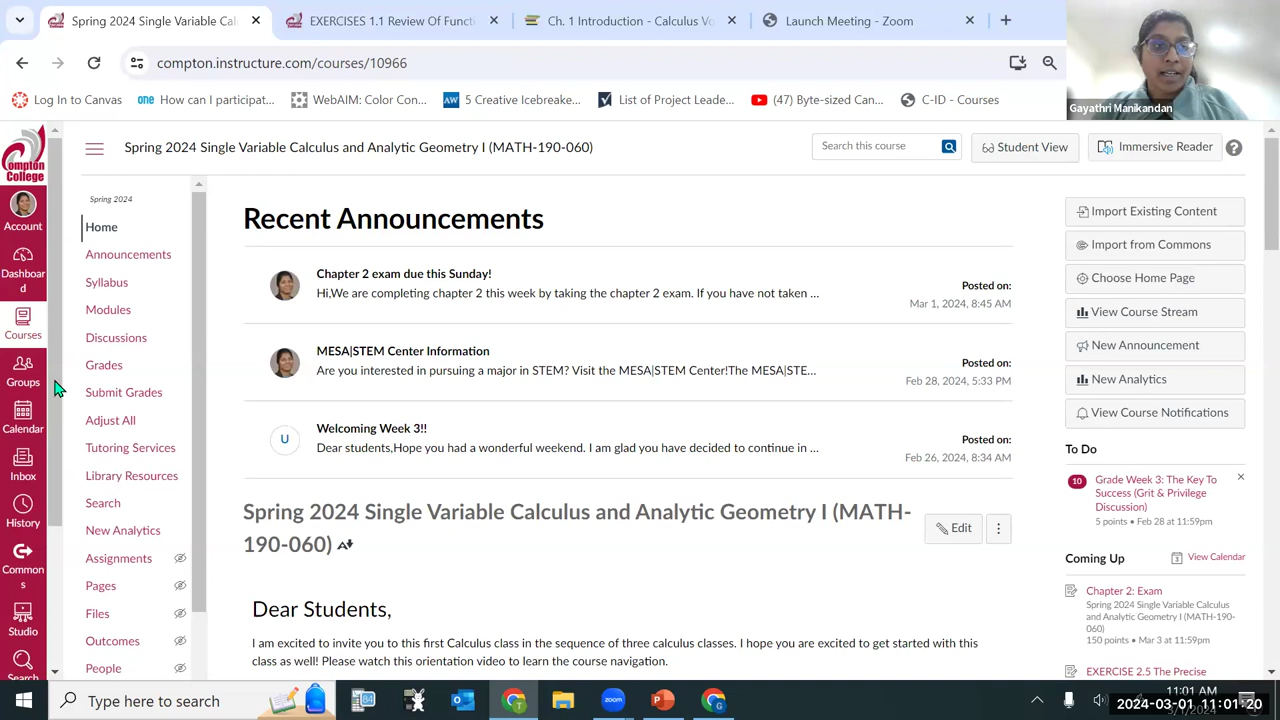 Spring 2024 Single Variable Cal
EXERCISES 1.1 Review Of Funct
Ch. 1 Introduction - Calculus Vo
Launch Meeting - Zoom
compton.instructure.com/courses/10966
Gayathri Manikandan
Log In to Canvas
one
How can I participat...
WebAIM: Color Con...
AW
5 Creative Icebreake...
List of Project Leade...
(47) Byte-sized Can...
C-ID - Courses
Compton
COLLEGE
Account
Dashboar
d
Courses
Groups
Calendar
Inbox
History
Common
s
Studio
Search
Spring 2024 Single Variable Calculus and Analytic Geometry I (MATH-190-060)
Search this course
Student View
Immersive Reader
Spring 2024
Home
Announcements
Syllabus
Modules
Discussions
Grades
Submit Grades
Adjust All
Tutoring Services
Library Resources
Search
New Analytics
Assignments
Pages
Files
Outcomes
People
Recent Announcements
Chapter 2 exam due this Sunday!
Hi,We are completing chapter 2 this week by taking the chapter 2 exam. If you have not taken ...
Posted on:
Mar 1, 2024, 8:45 AM
MESA|STEM Center Information
Are you interested in pursuing a major in STEM? Visit the MESA|STEM Center!The MESA|STE...
Posted on:
Feb 28, 2024, 5:33 PM
U
Welcoming Week 3!!
Dear students,Hope you had a wonderful weekend. I am glad you have decided to continue in ...
Posted on:
Feb 26, 2024, 8:34 AM
Spring 2024 Single Variable Calculus and Analytic Geometry I (MATH-
190-060)
Edit
Dear Students,
I am excited to invite you to this first Calculus class in the sequence of three calculus classes. I hope you are excited to get started with this
class as well! Please watch this orientation video to learn the course navigation.
Import Existing Content
Import from Commons
Choose Home Page
View Course Stream
New Announcement
New Analytics
View Course Notifications
To Do
10
Grade Week 3: The Key To
Success (Grit & Privilege
Discussion)
5 points • Feb 28 at 11:59pm
Coming Up
View Calendar
Chapter 2: Exam
Spring 2024 Single Variable Calculus
and Analytic Geometry I (MATH-190-
060)
150 points • Mar 3 at 11:59pm
EXERCISE 2.5 The Precise
Type here to search
zoom
11:01 AM
2024-03-01 11:01:20